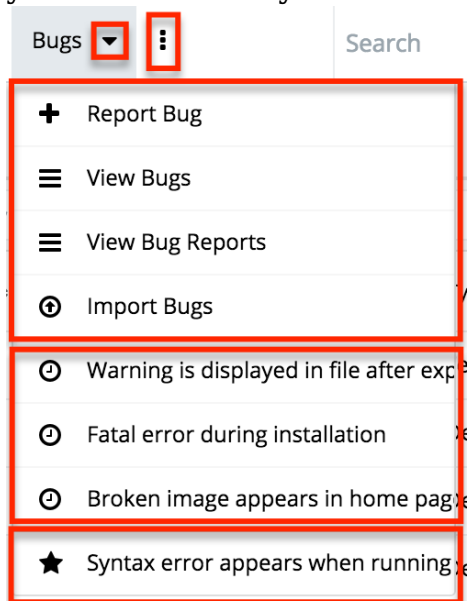 Bugs
Search
Report Bug
View Bugs
View Bug Reports
Import Bugs
Warning is displayed in file after exp
Fatal error during installation
Broken image appears in home pag
Syntax error appears when running